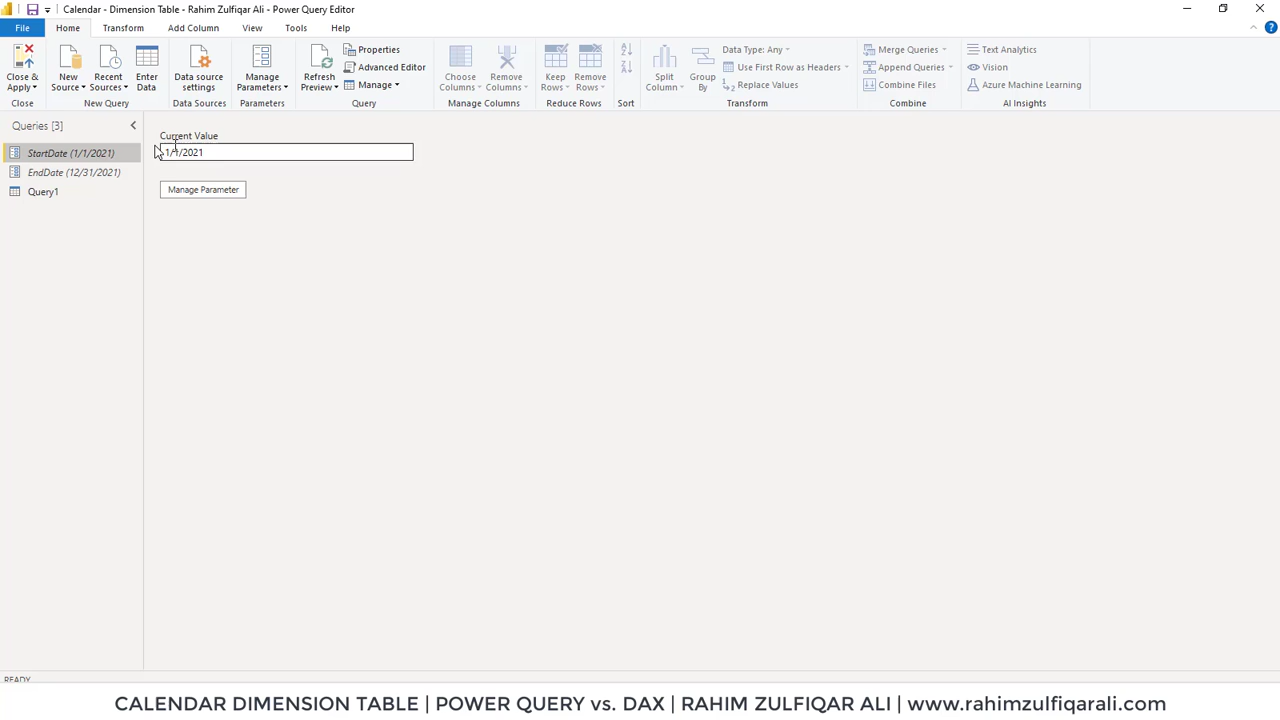 Calendar - Dimension Table - Rahim Zulfiqar Ali - Power Query Editor
File Home Transform Add Column View Tools Help
Close & Apply
New Source
Recent Sources
Enter Data
Data source settings
Manage Parameters
Refresh Preview
Properties
Advanced Editor
Manage
Choose Columns
Remove Columns
Keep Rows
Remove Rows
Split Column
Group By
Data Type: Any
Use First Row as Headers
Replace Values
Merge Queries
Append Queries
Combine Files
Text Analytics
Vision
Azure Machine Learning
Close New Query Data Sources Parameters Query Manage Columns Reduce Rows Sort Transform Combine AI Insights
Queries [3]
StartDate (1/1/2021)
EndDate (12/31/2021)
Query1
Current Value
1/1/2021
Manage Parameter
READY
CALENDAR DIMENSION TABLE | POWER QUERY vs. DAX | RAHIM ZULFIQAR ALI | www.rahimzulfiqarali.com